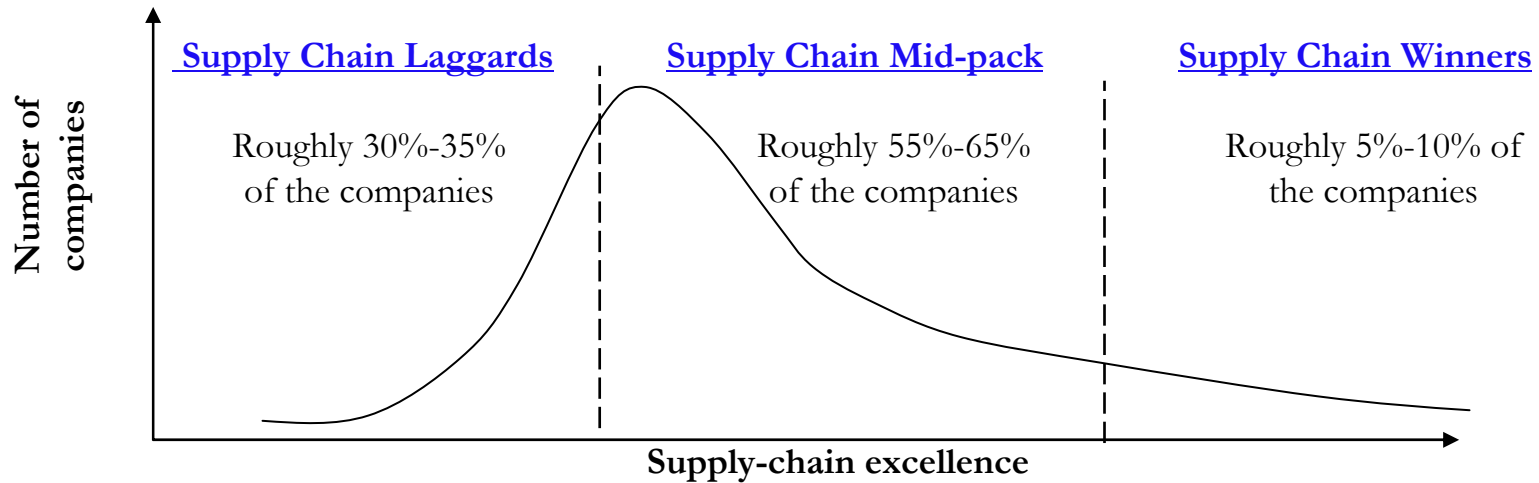 Supply Chain Laggards
Supply Chain Mid-pack
Supply Chain Winners
Number of
companies
Roughly 30%-35%
of the companies
Roughly 55%-65%
of the companies
Roughly 5%-10% of
the companies
Supply-chain excellence